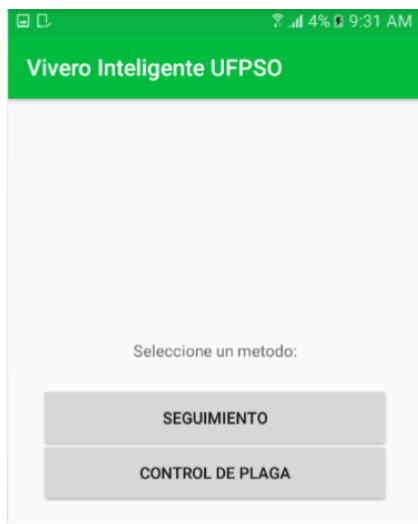 4% 9:31 AM
Vivero Inteligente UFPSO
Seleccione un metodo:
SEGUIMIENTO
CONTROL DE PLAGA